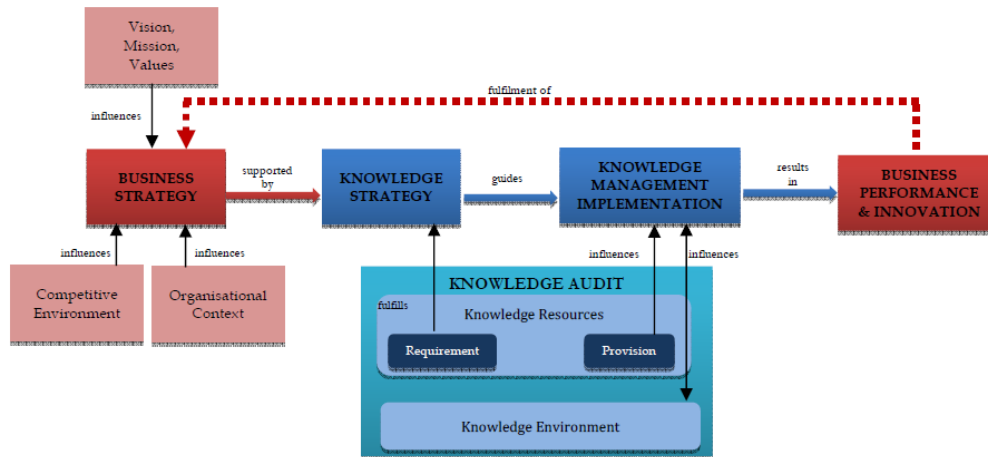 Vision,
Mission,
Values
fulfilment of
influences
BUSINESS
STRATEGY
supported
by
KNOWLEDGE
STRATEGY
guides
KNOWLEDGE
MANAGEMENT
IMPLEMENTATION
results
in
BUSINESS
PERFORMANCE
& INNOVATION
influences
influences
influences
influences
Competitive
Environment
Organisational
Context
KNOWLEDGE AUDIT
fulfills
Knowledge Resources
Requirement
Provision
Knowledge Environment